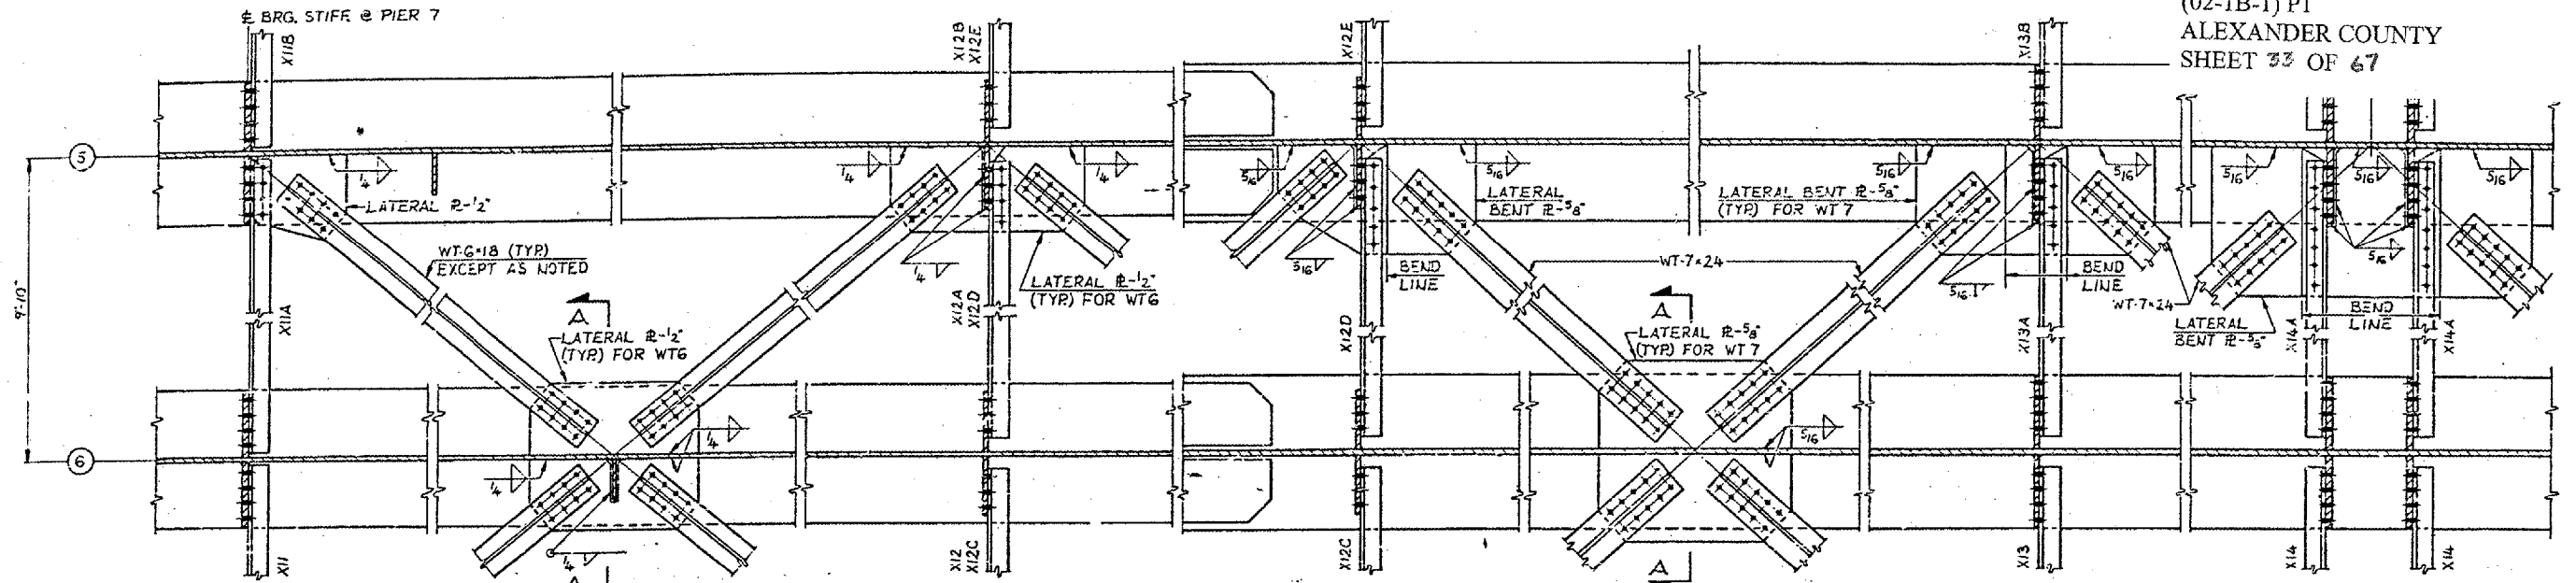 ℄ BRG. STIFF. @ PIER 7
(02-1B-1) P1
ALEXANDER COUNTY
SHEET 33 OF 67
X11B
X12B
X12E
X12E
X13B
5
1/4
1/4
1/4
5/16
5/16
5/16
5/16
5/16
5/16
5/16
LATERAL ℄-1/2"
LATERAL
BENT ℄-5/8"
LATERAL BENT ℄-5/8"
(TYP.) FOR WT 7
WT-6×18 (TYP.)
EXCEPT AS NOTED
1/4
LATERAL ℄-1/2"
(TYP.) FOR WT6
5/16
BEND
LINE
WT-7×24
5/16
BEND
LINE
WT-7×24
5/16
LATERAL
BENT ℄-5/8"
BEND
LINE
9'-10"
X11A
A
X12A
X12D
X12D
A
X13A
X14A
X14A
LATERAL ℄-1/2"
(TYP.) FOR WT6
LATERAL ℄-5/8"
(TYP.) FOR WT 7
6
1/4
1/4
5/16
1/4
X11
A
X12
X12C
X12C
A
X13
X14
X14